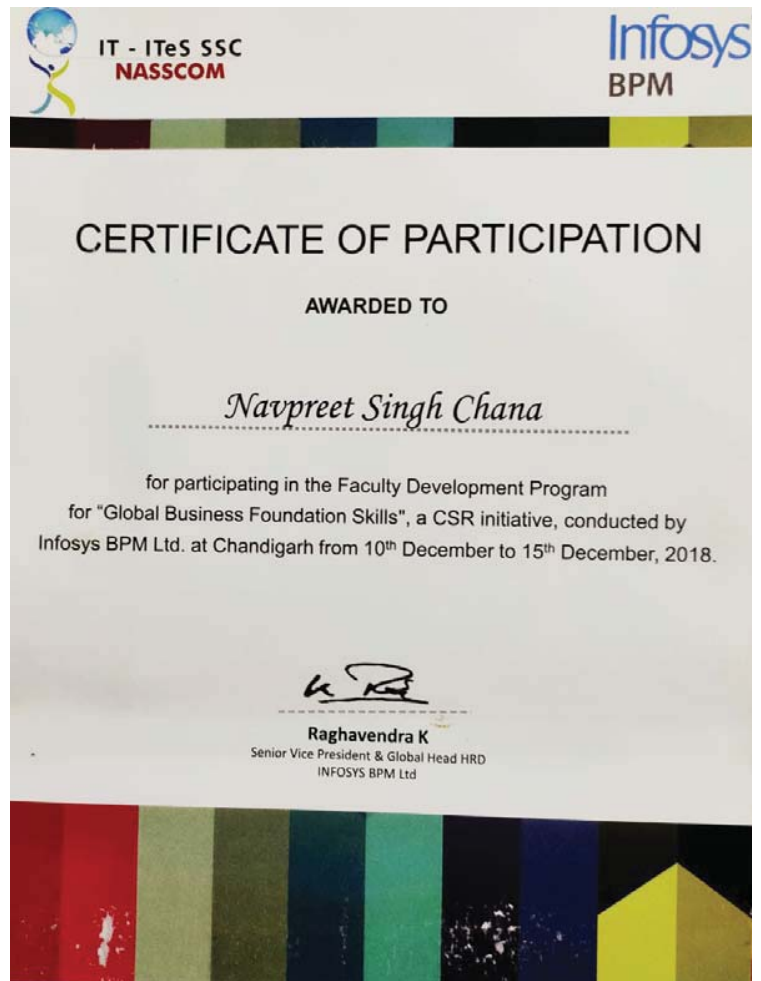 IT - ITeS SSC
NASSCOM
Infosys
BPM
CERTIFICATE OF PARTICIPATION
AWARDED TO
Navpreet Singh Chana
for participating in the Faculty Development Program
for “Global Business Foundation Skills", a CSR initiative, conducted by
Infosys BPM Ltd. at Chandigarh from 10th December to 15th December, 2018.
Raghavendra K
Senior Vice President & Global Head HRD
INFOSYS BPM Ltd